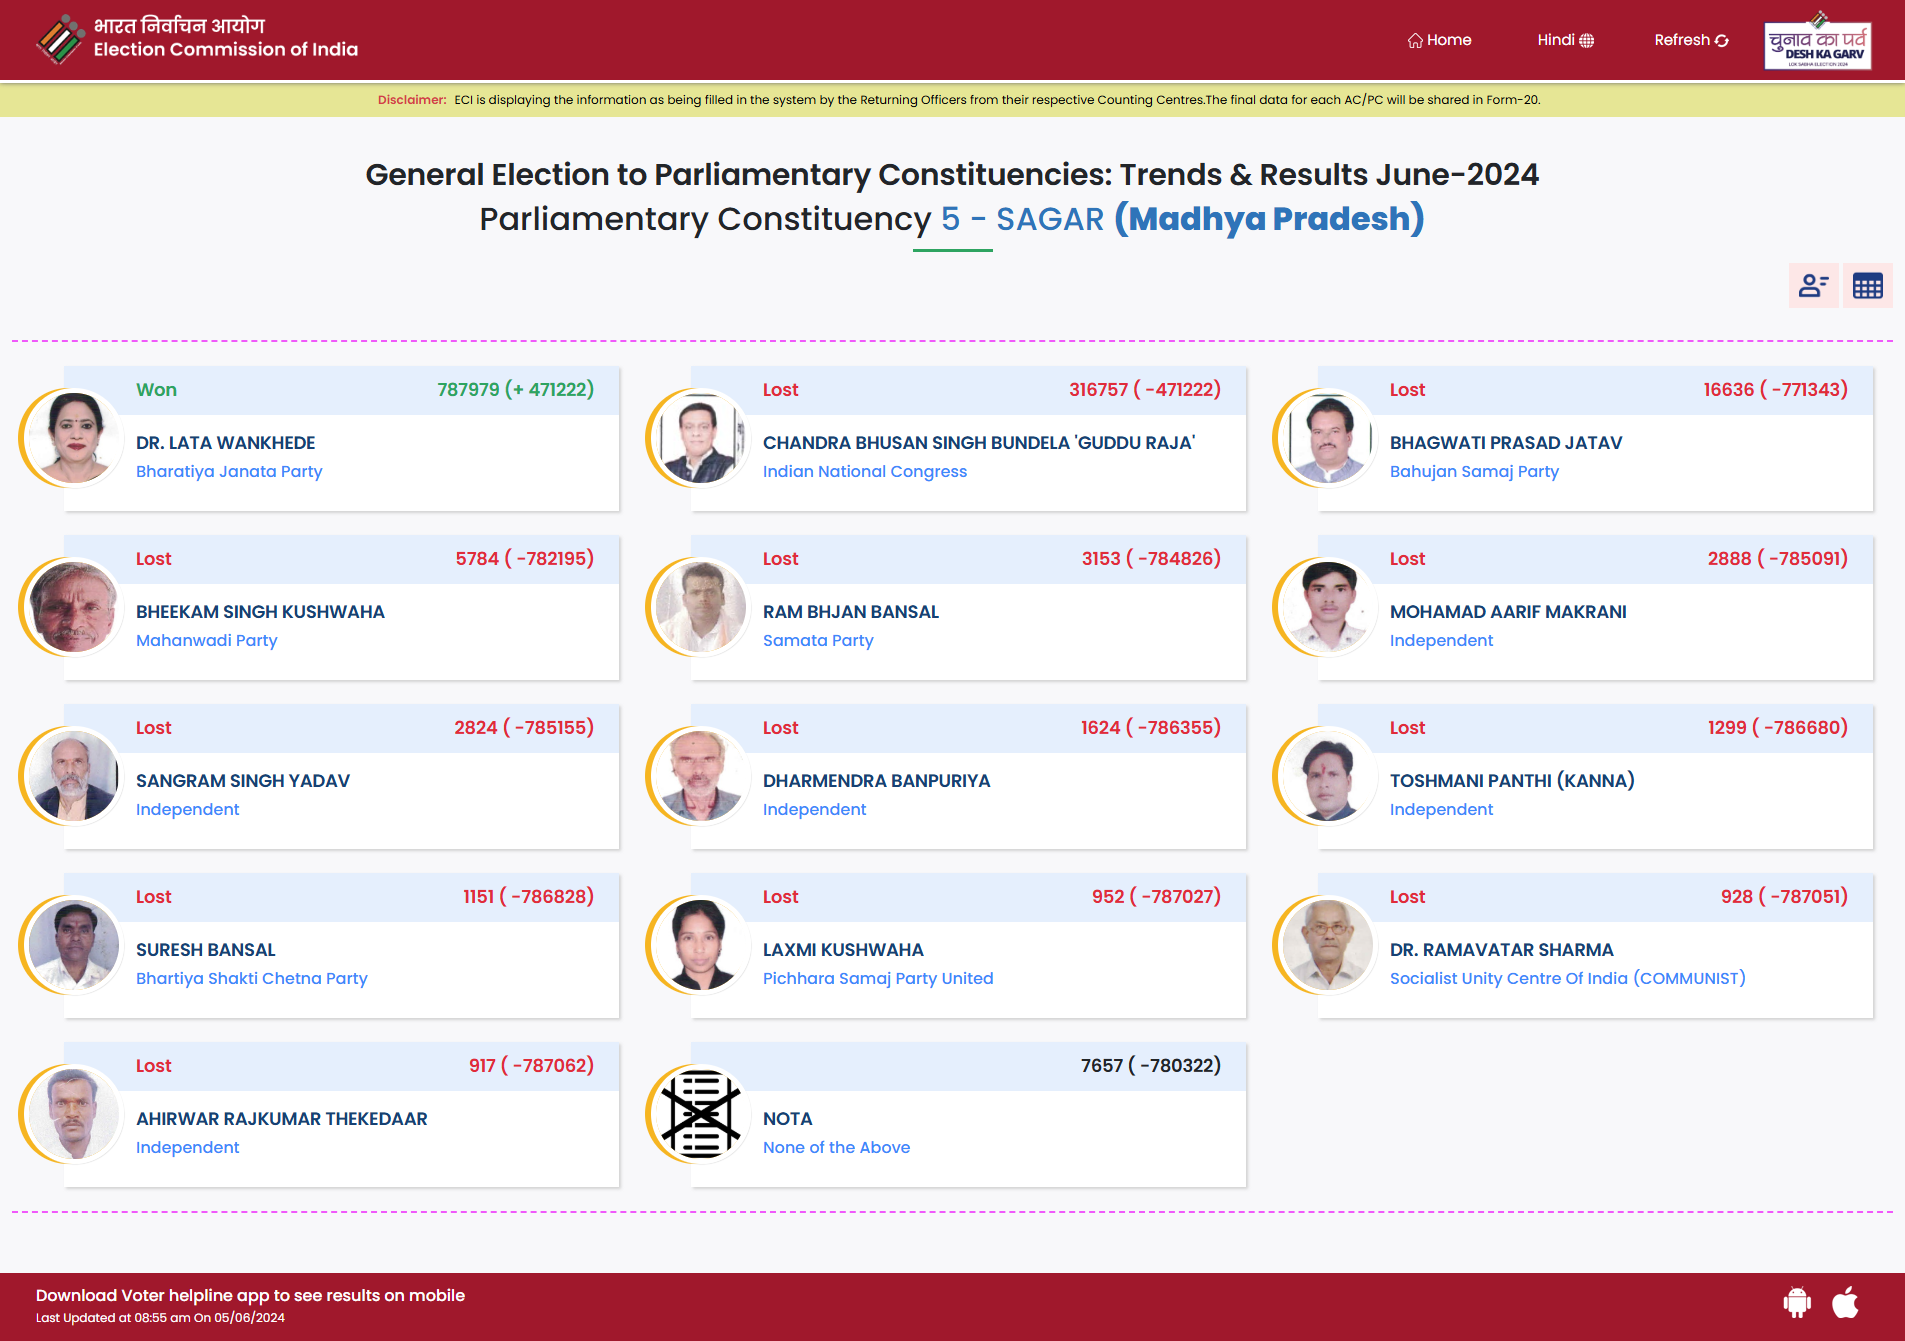 भारत निर्वाचन आयोग
Election Commission of India
Home
Hindi
Refresh
चुनाव का पर्व
DESH KA GARV
LOK SABHA ELECTION 2024
Disclaimer: ECI is displaying the information as being filled in the system by the Returning Officers from their respective Counting Centres.The final data for each AC/PC will be shared in Form-20.
General Election to Parliamentary Constituencies: Trends & Results June-2024
Parliamentary Constituency 5 - SAGAR (Madhya Pradesh)
Won 787979 (+ 471222)
DR. LATA WANKHEDE
Bharatiya Janata Party
Lost 316757 ( -471222)
CHANDRA BHUSAN SINGH BUNDELA 'GUDDU RAJA'
Indian National Congress
Lost 16636 ( -771343)
BHAGWATI PRASAD JATAV
Bahujan Samaj Party
Lost 5784 ( -782195)
BHEEKAM SINGH KUSHWAHA
Mahanwadi Party
Lost 3153 ( -784826)
RAM BHJAN BANSAL
Samata Party
Lost 2888 ( -785091)
MOHAMAD AARIF MAKRANI
Independent
Lost 2824 ( -785155)
SANGRAM SINGH YADAV
Independent
Lost 1624 ( -786355)
DHARMENDRA BANPURIYA
Independent
Lost 1299 ( -786680)
TOSHMANI PANTHI (KANNA)
Independent
Lost 1151 ( -786828)
SURESH BANSAL
Bhartiya Shakti Chetna Party
Lost 952 ( -787027)
LAXMI KUSHWAHA
Pichhara Samaj Party United
Lost 928 ( -787051)
DR. RAMAVATAR SHARMA
Socialist Unity Centre Of India (COMMUNIST)
Lost 917 ( -787062)
AHIRWAR RAJKUMAR THEKEDAAR
Independent
7657 ( -780322)
NOTA
None of the Above
Download Voter helpline app to see results on mobile
Last Updated at 08:55 am On 05/06/2024